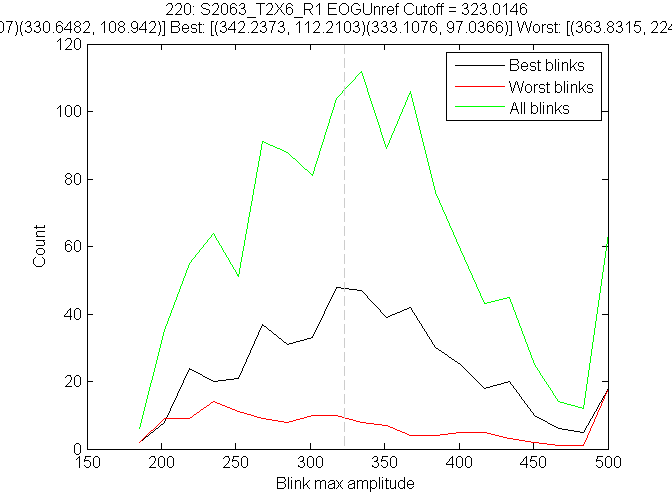 220: S2063_T2X6_R1 EOGUnref Cutoff = 323.0146
07)(330.6482, 108.942)] Best: [(342.2373, 112.2103)(333.1076, 97.0366)] Worst: [(363.8315, 224
Best blinks
Worst blinks
All blinks
120
100
80
60
40
20
0
Count
150 200 250 300 350 400 450 500
Blink max amplitude